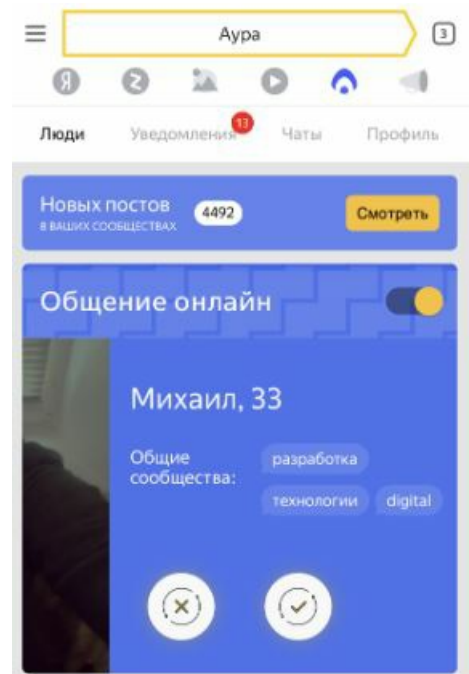 Аура
3
Я
Люди
Уведомления
13
Чаты
Профиль
Новых постов
в ваших сообществах
4492
Смотреть
Общение онлайн
Михаил, 33
Общие
сообщества:
разработка
технологии
digital